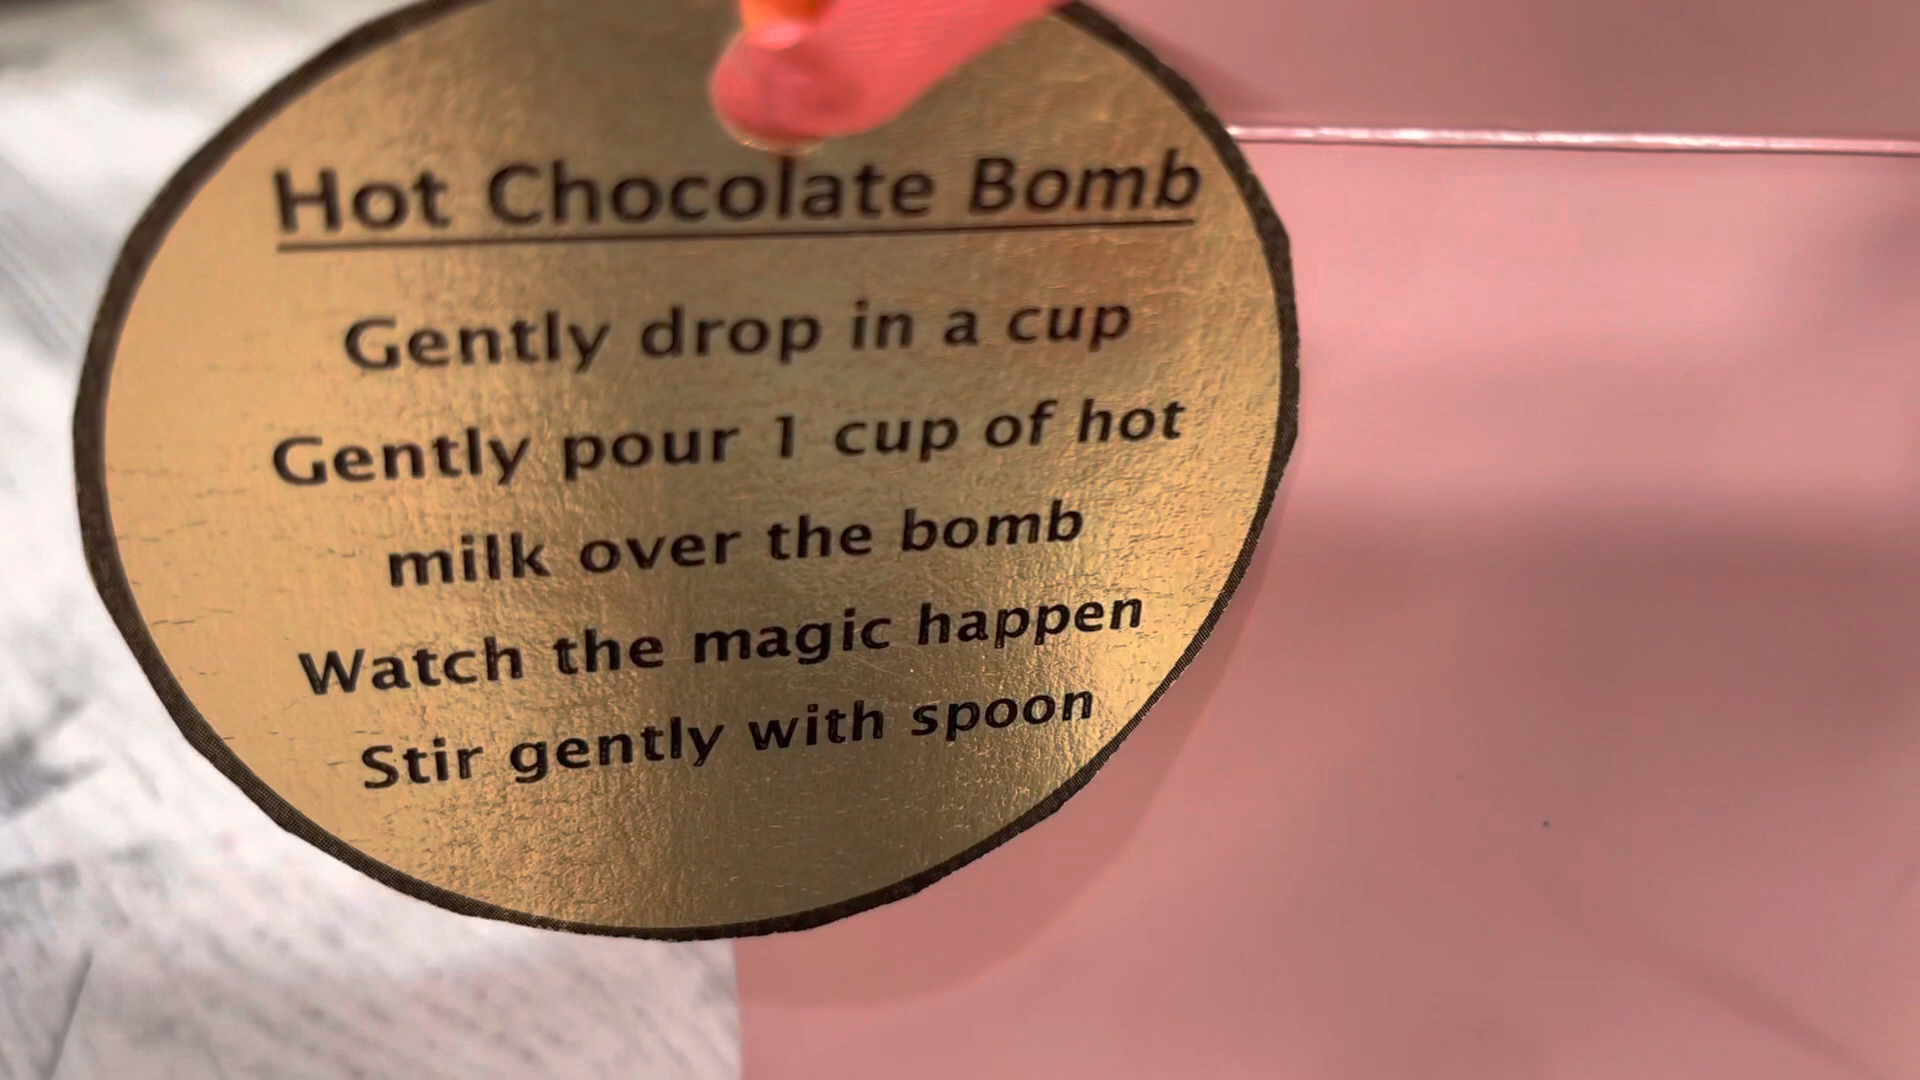 Hot Chocolate Bomb
Gently drop in a cup
Gently pour 1 cup of hot
milk over the bomb
Watch the magic happen
Stir gently with spoon